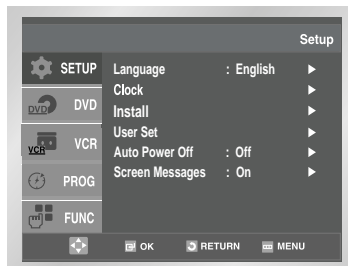 Setup
SETUP
DVD
DVD
VCR
VCR
PROG
FUNC
Language : English ►
Clock ►
Install ►
User Set ►
Auto Power Off : Off ►
Screen Messages : On ►
OK RETURN MENU